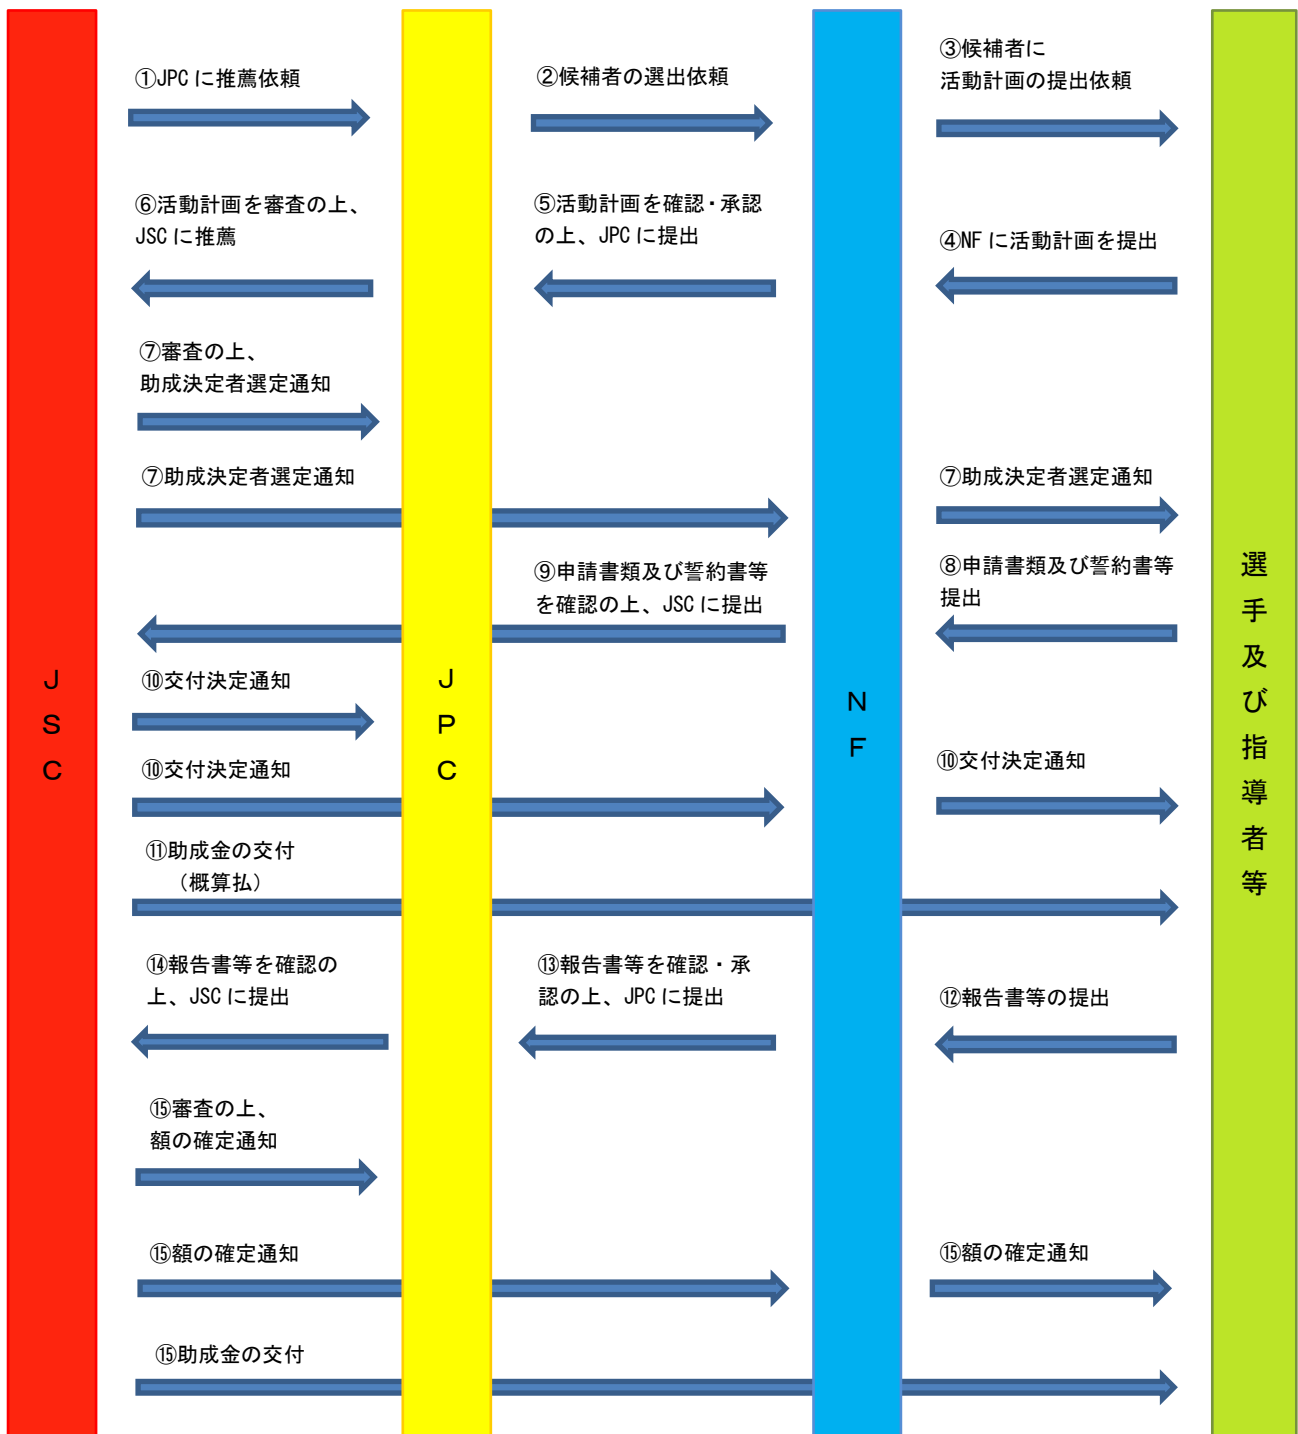 ①JPCに推薦依頼
②候補者の選出依頼
③候補者に
活動計画の提出依頼
⑥活動計画を審査の上、
JSCに推薦
⑤活動計画を確認・承認
の上、JPCに提出
④NFに活動計画を提出
⑦審査の上、
助成決定者選定通知
⑦助成決定者選定通知
⑦助成決定者選定通知
⑨申請書類及び誓約書等
を確認の上、JSCに提出
⑧申請書類及び誓約書等
提出
JSC
JPC
NF
選手及び指導者等
⑩交付決定通知
⑩交付決定通知
⑩交付決定通知
⑪助成金の交付
（概算払）
⑭報告書等を確認の
上、JSCに提出
⑬報告書等を確認・承
認の上、JPCに提出
⑫報告書等の提出
⑮審査の上、
額の確定通知
⑮額の確定通知
⑮額の確定通知
⑮助成金の交付